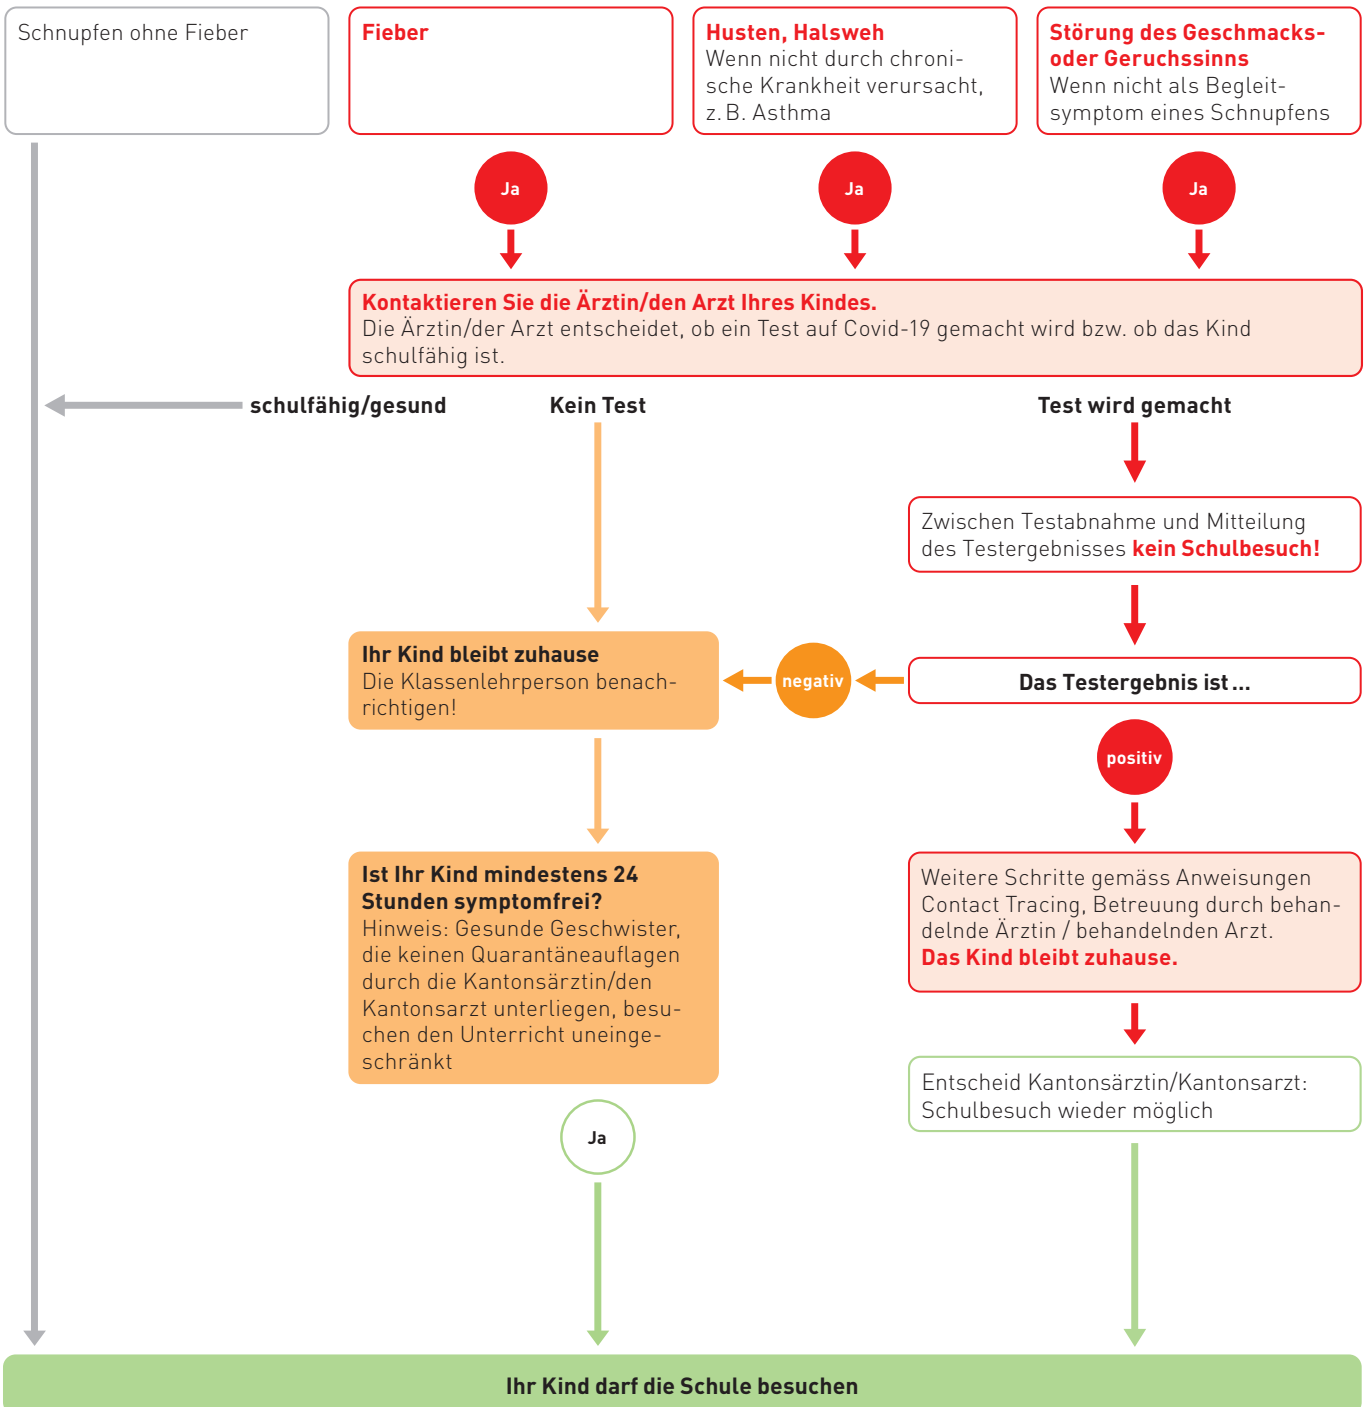 Schnupfen ohne Fieber
Fieber
Husten, Halsweh
Wenn nicht durch chroni-
sche Krankheit verursacht,
z. B. Asthma
Störung des Geschmacks-
oder Geruchssinns
Wenn nicht als Begleit-
symptom eines Schnupfens
Ja
Ja
Ja
Kontaktieren Sie die Ärztin/den Arzt Ihres Kindes.
Die Ärztin/der Arzt entscheidet, ob ein Test auf Covid-19 gemacht wird bzw. ob das Kind
schulfähig ist.
schulfähig/gesund
Kein Test
Test wird gemacht
Zwischen Testabnahme und Mitteilung
des Testergebnisses kein Schulbesuch!
Ihr Kind bleibt zuhause
Die Klassenlehrperson benach-
richtigen!
negativ
Das Testergebnis ist ...
positiv
Ist Ihr Kind mindestens 24
Stunden symptomfrei?
Hinweis: Gesunde Geschwister,
die keinen Quarantäneauflagen
durch die Kantonsärztin/den
Kantonsarzt unterliegen, besu-
chen den Unterricht uneinge-
schränkt
Weitere Schritte gemäss Anweisungen
Contact Tracing, Betreuung durch behan-
delnde Ärztin / behandelnden Arzt.
Das Kind bleibt zuhause.
Entscheid Kantonsärztin/Kantonsarzt:
Schulbesuch wieder möglich
Ja
Ihr Kind darf die Schule besuchen